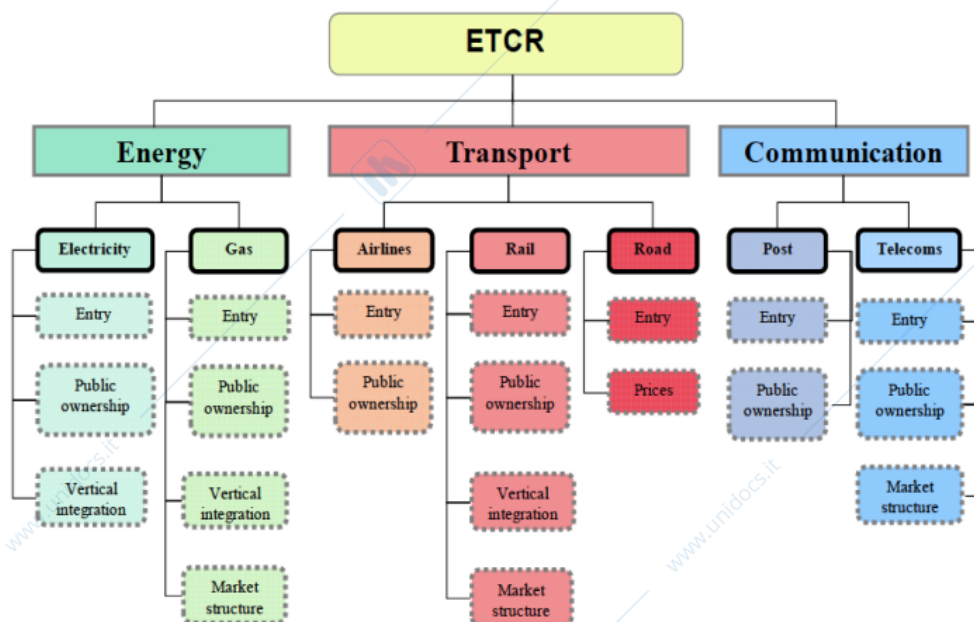 ETCR
Energy
Transport
Communication
Electricity
Gas
Airlines
Rail
Road
Post
Telecoms
Entry
Entry
Entry
Entry
Entry
Entry
Entry
Public
ownership
Public
ownership
Public
ownership
Public
ownership
Prices
Public
ownership
Public
ownership
Vertical
integration
Vertical
integration
Vertical
integration
Market
structure
Market
structure
Market
structure
www.unidocs.it
www.unidocs.it